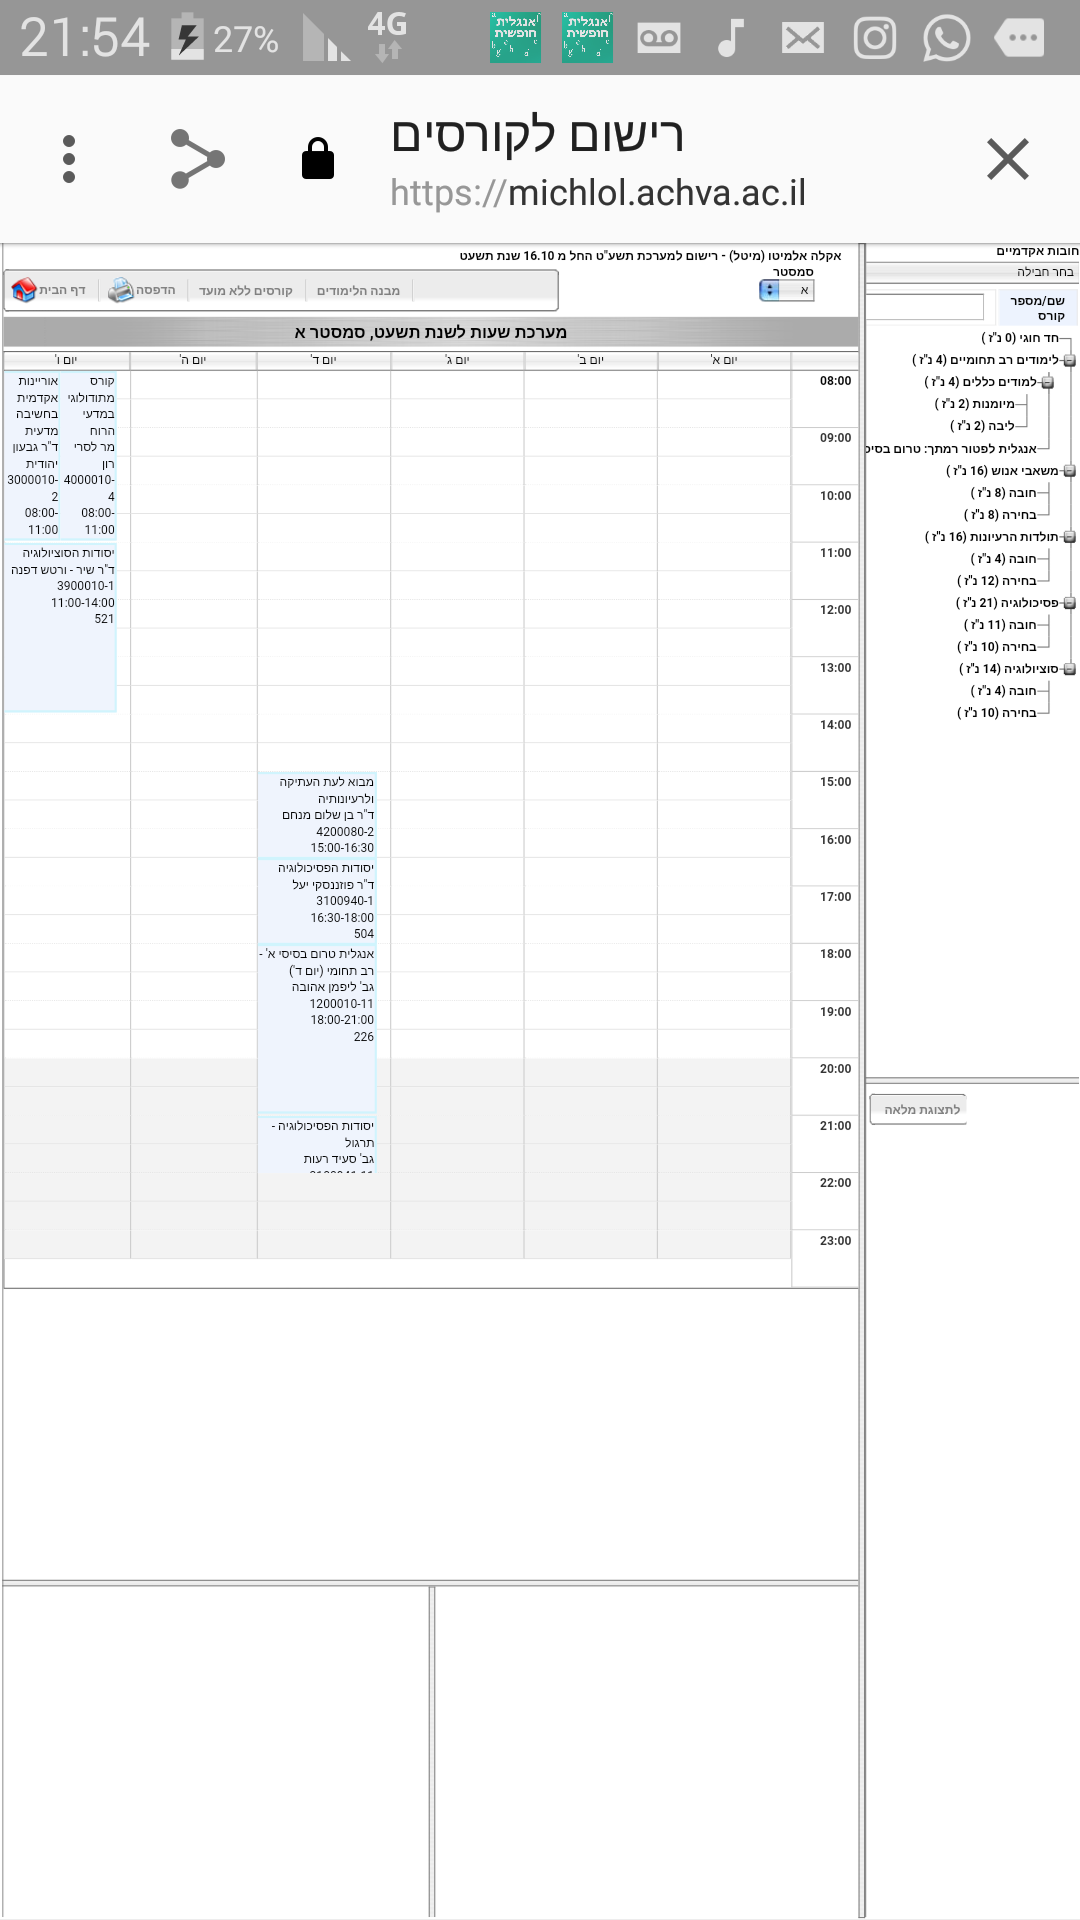 21:54
27%
4G
אנגלית
חופשית
אנגלית
חופשית
רישום לקורסים
https://michlol.achva.ac.il
אקלה אלמיטו (מיטל) - רישום למערכת תשע"ט החל מ 16.10 שנת תשעט
סמסטר
א
דף הבית
הדפסה
קורסים ללא מועד
מבנה הלימודים
מערכת שעות לשנת תשעט, סמסטר א
יום א'
יום ב'
יום ג'
יום ד'
יום ה'
יום ו'
08:00
09:00
10:00
11:00
12:00
13:00
14:00
15:00
16:00
17:00
18:00
19:00
20:00
21:00
22:00
23:00
קורס
מתודולוגי
במדעי
הרוח
מר לסרי
רון
4000010-
4
08:00-
11:00
אוריינות
אקדמית
בחשיבה
מדעית
ד"ר גבעון
יהודית
3000010-
2
08:00-
11:00
יסודות הסוציולוגיה
ד"ר שיר - ורטש דפנה
3900010-1
11:00-14:00
521
מבוא לעת העתיקה
ולרעיונותיה
ד"ר בן שלום מנחם
4200080-2
15:00-16:30
יסודות הפסיכולוגיה
ד"ר פוזננסקי יעל
3100940-1
16:30-18:00
504
אנגלית טרום בסיסי א' -
רב תחומי (יום ד')
גב' ליפמן אהובה
1200010-11
18:00-21:00
226
יסודות הפסיכולוגיה -
תרגול
גב' סעיד רעות
חובות אקדמיים
בחר חבילה
שם/מספר
קורס
חד חוגי (0 נ"ז )
לימודים רב תחומיים (4 נ"ז )
למודים כללים (4 נ"ז )
מיומנות (2 נ"ז )
ליבה (2 נ"ז )
אנגלית לפטור רמתך: טרום בסיס
משאבי אנוש (16 נ"ז )
חובה (8 נ"ז )
בחירה (8 נ"ז )
תולדות הרעיונות (16 נ"ז )
חובה (4 נ"ז )
בחירה (12 נ"ז )
פסיכולוגיה (21 נ"ז )
חובה (11 נ"ז )
בחירה (10 נ"ז )
סוציולוגיה (14 נ"ז )
חובה (4 נ"ז )
בחירה (10 נ"ז )
לתצוגת מלאה